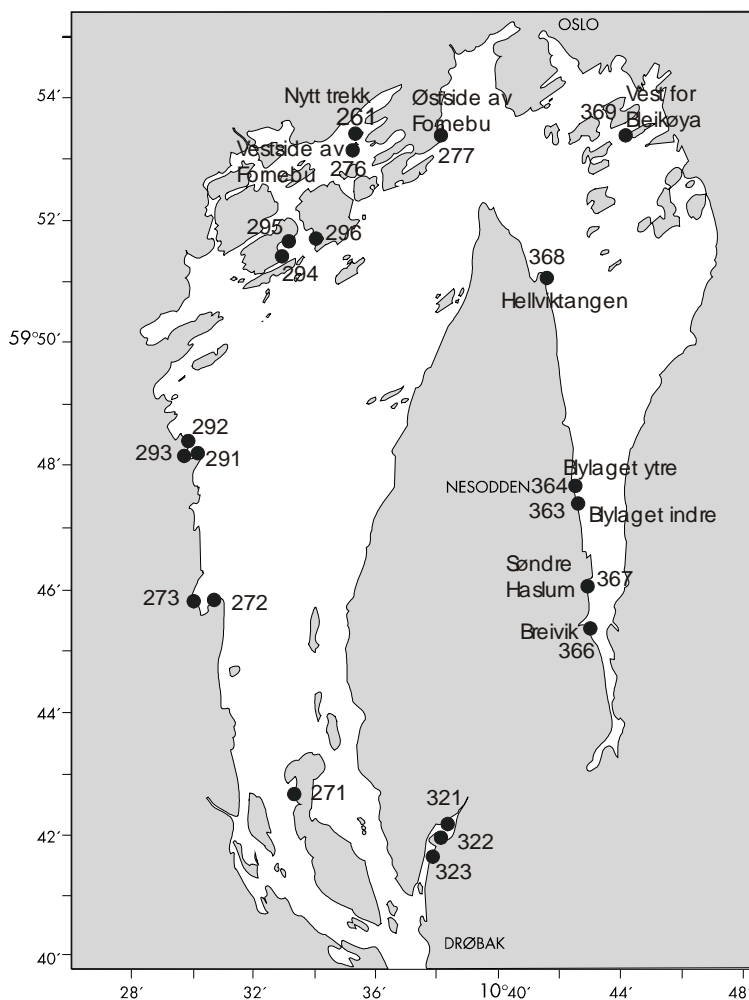 OSLO
54´
Nytt trekk
261
Østside av
Fornebu
369
Vest for
Bleikøya
Vestside av
Fornebu
276
277
52´
295
296
294
368
Hellviktangen
59°50´
292
293
291
48´
Blylaget ytre
NESODDEN
364
363
Blylaget indre
Søndre
Haslum
367
46´
273
272
Breivik
366
44´
271
321
42´
322
323
DRØBAK
40´
28´
32´
36´
10°40´
44´
48´